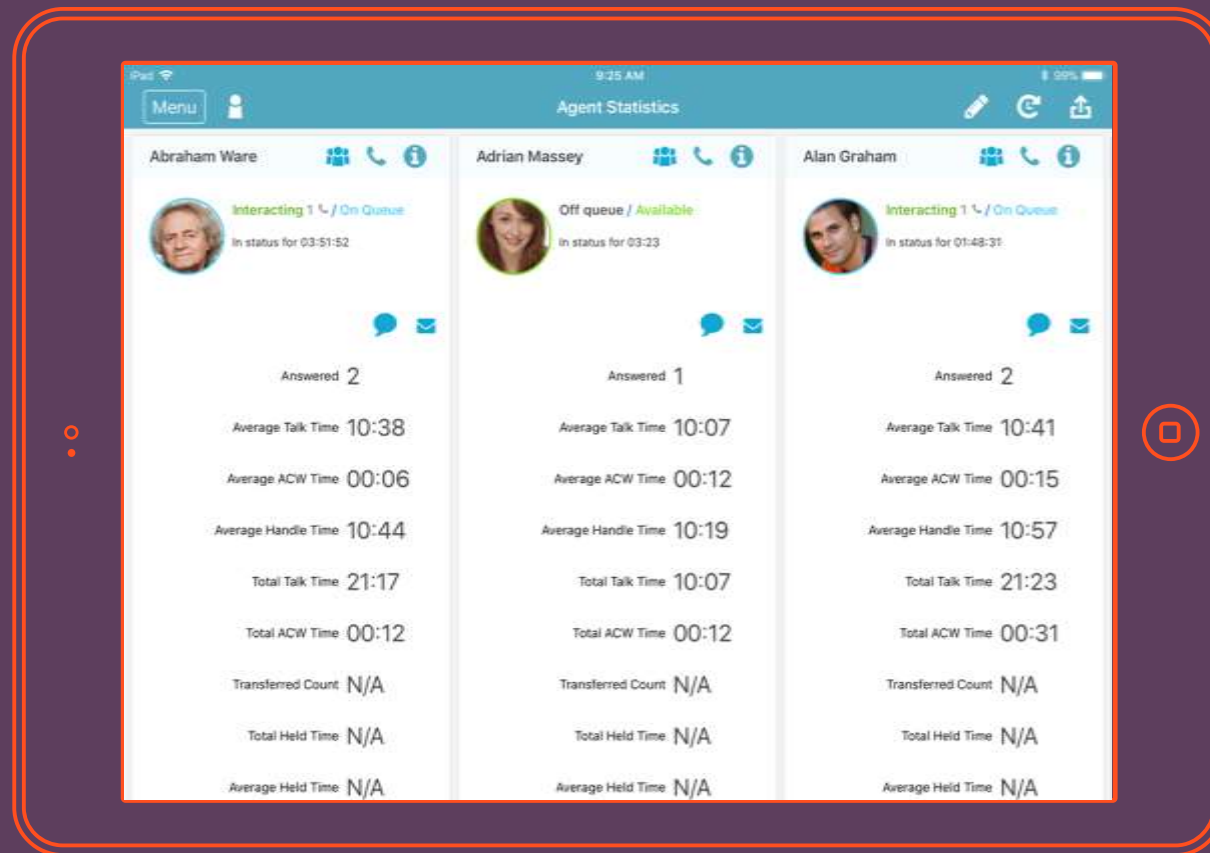 iPad 9:25 AM 99%
Menu Agent Statistics
Abraham Ware
Interacting 1 / On Queue
In status for 03:51:52
Answered 2
Average Talk Time 10:38
Average ACW Time 00:06
Average Handle Time 10:44
Total Talk Time 21:17
Total ACW Time 00:12
Transferred Count N/A
Total Held Time N/A
Average Held Time N/A
Adrian Massey
Off queue / Available
In status for 03:23
Answered 1
Average Talk Time 10:07
Average ACW Time 00:12
Average Handle Time 10:19
Total Talk Time 10:07
Total ACW Time 00:12
Transferred Count N/A
Total Held Time N/A
Average Held Time N/A
Alan Graham
Interacting 1 / On Queue
In status for 01:48:31
Answered 2
Average Talk Time 10:41
Average ACW Time 00:15
Average Handle Time 10:57
Total Talk Time 21:23
Total ACW Time 00:31
Transferred Count N/A
Total Held Time N/A
Average Held Time N/A